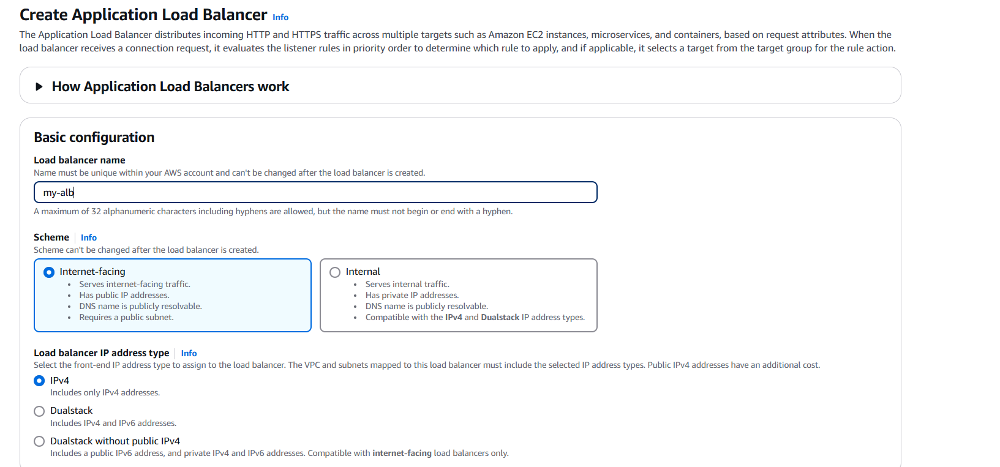 Create Application Load Balancer Info
The Application Load Balancer distributes incoming HTTP and HTTPS traffic across multiple targets such as Amazon EC2 instances, microservices, and containers, based on request attributes. When the
load balancer receives a connection request, it evaluates the listener rules in priority order to determine which rule to apply, and if applicable, it selects a target from the target group for the rule action.
How Application Load Balancers work
Basic configuration
Load balancer name
Name must be unique within your AWS account and can't be changed after the load balancer is created.
my-alb
A maximum of 32 alphanumeric characters including hyphens are allowed, but the name must not begin or end with a hyphen.
Scheme Info
Scheme can't be changed after the load balancer is created.
Internet-facing
• Serves internet-facing traffic.
• Has public IP addresses.
• DNS name is publicly resolvable.
• Requires a public subnet.
Internal
• Serves internal traffic.
• Has private IP addresses.
• DNS name is publicly resolvable.
• Compatible with the IPv4 and Dualstack IP address types.
Load balancer IP address type Info
Select the front-end IP address type to assign to the load balancer. The VPC and subnets mapped to this load balancer must include the selected IP address types. Public IPv4 addresses have an additional cost.
IPv4
Includes only IPv4 addresses.
Dualstack
Includes IPv4 and IPv6 addresses.
Dualstack without public IPv4
Includes a public IPv6 address, and private IPv4 and IPv6 addresses. Compatible with internet-facing load balancers only.